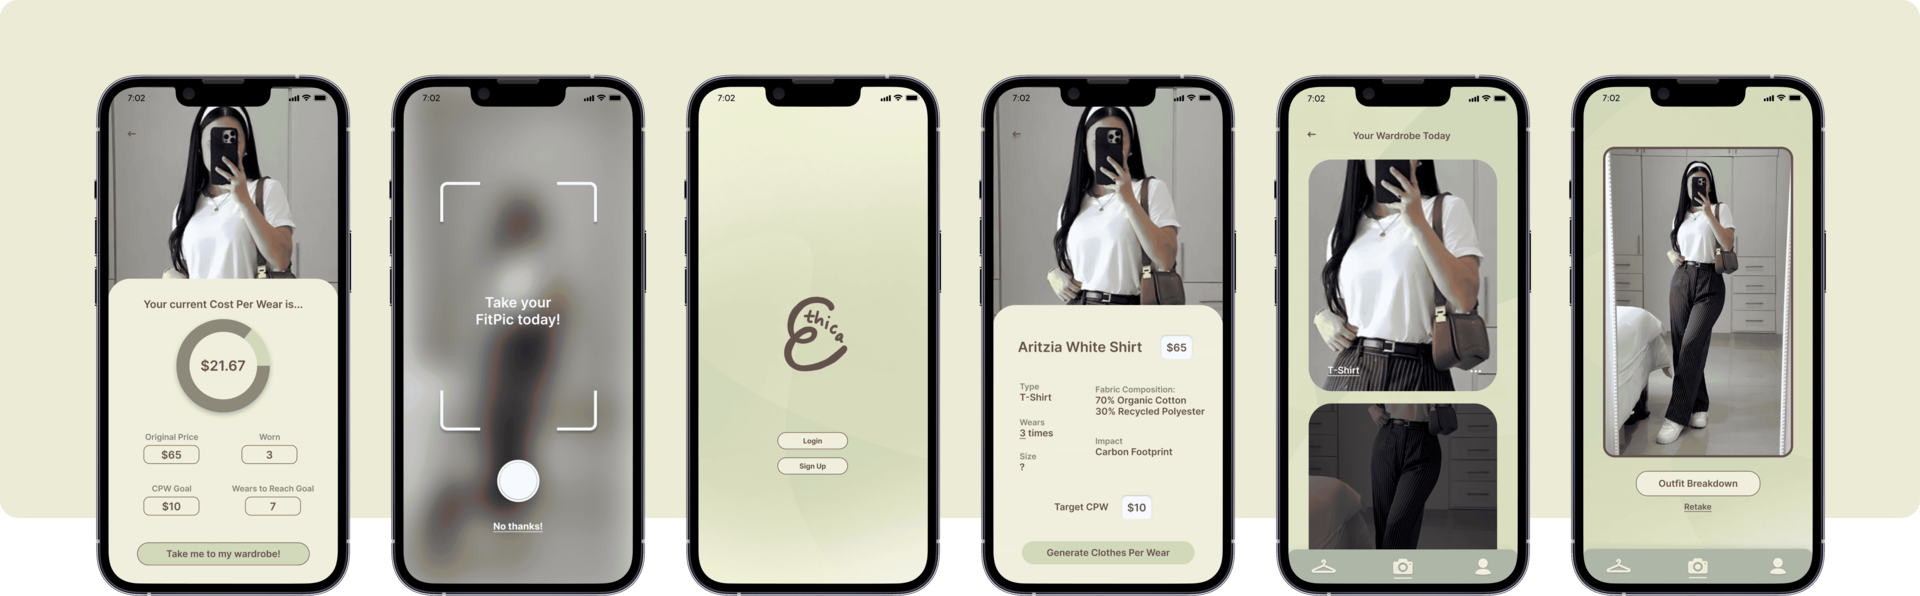 7:02
Your current Cost Per Wear is...
$21.67
Original Price
$65
Worn
3
CPW Goal
$10
Wears to Reach Goal
7
Take me to my wardrobe!
7:02
Take your
FitPic today!
No thanks!
7:02
Ethica
Login
Sign Up
7:02
Aritzia White Shirt
$65
Type
T-Shirt
Wears
3 times
Size
?
Fabric Composition:
70% Organic Cotton
30% Recycled Polyester
Impact
Carbon Footprint
Target CPW
$10
Generate Clothes Per Wear
7:02
Your Wardrobe Today
T-Shirt
7:02
Outfit Breakdown
Retake